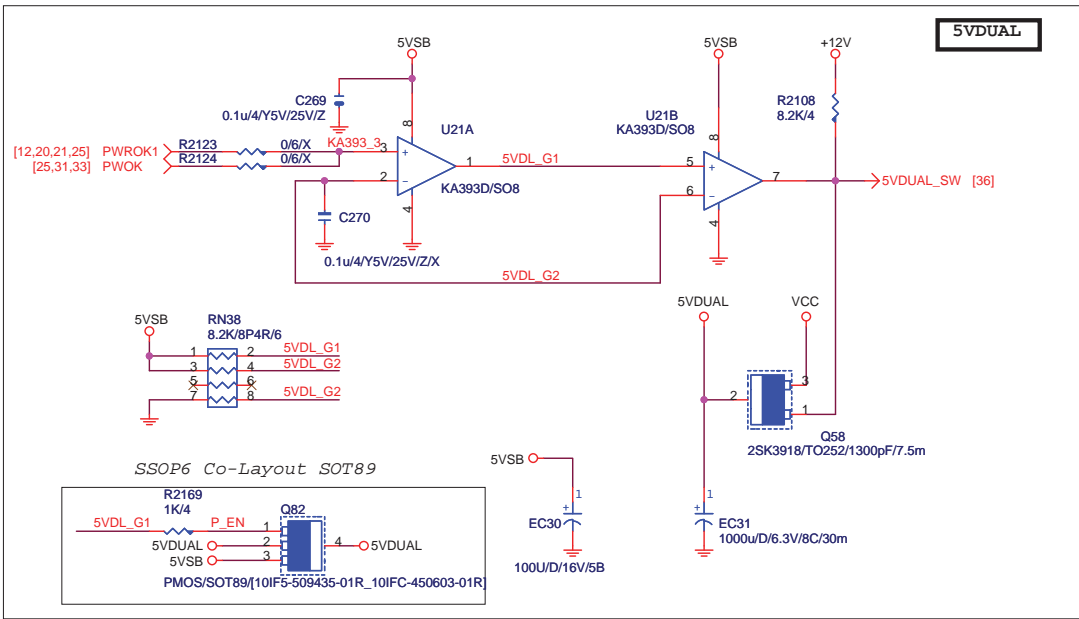 5VDUAL
5VSB
5VSB
+12V
C269
0.1u/4/Y5V/25V/Z
U21A
U21B
KA393D/SO8
R2108
8.2K/4
8
8
[12,20,21,25] PWROK1
R2123
0/6/X
KA393_3
3
+
1
5VDL_G1
5
+
7
5VDUAL_SW [36]
[25,31,33] PWOK
R2124
0/6/X
2
−
KA393D/SO8
6
−
4
4
C270
0.1u/4/Y5V/25V/Z/X
5VDL_G2
5VSB
RN38
8.2K/8P4R/6
1
2
5VDL_G1
3
4
5VDL_G2
5
6
7
8
5VDL_G2
5VDUAL
VCC
3
2
1
Q58
2SK3918/TO252/1300pF/7.5m
SSOP6 Co-Layout SOT89
R2169
1K/4
Q82
5VDL_G1
P_EN
1
5VDUAL
2
4
5VDUAL
5VSB
3
PMOS/SOT89/[10IF5-509435-01R_10IFC-450603-01R]
5VSB
1
+
EC30
100U/D/16V/5B
1
+
EC31
1000u/D/6.3V/8C/30m